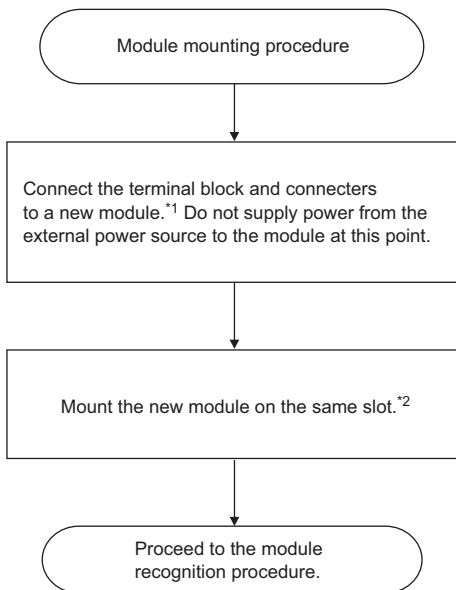 Module mounting procedure
Connect the terminal block and connecters
to a new module.*1 Do not supply power from the
external power source to the module at this point.
Mount the new module on the same slot.*2
Proceed to the module
recognition procedure.